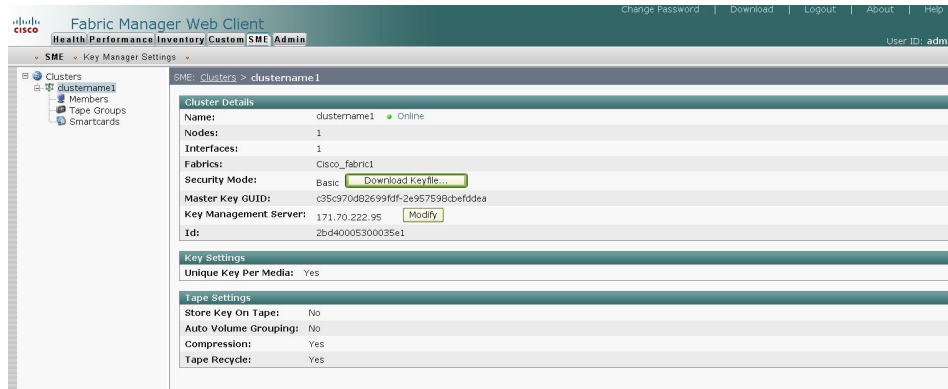 Change Password | Download | Logout | About | Help
cisco
Fabric Manager Web Client
Health Performance Inventory Custom SME Admin
User ID: adm
SME Key Manager Settings
Clusters
clustername1
Members
Tape Groups
Smartcards
SME: Clusters > clustername1
Cluster Details
Name: clustername1 Online
Nodes: 1
Interfaces: 1
Fabrics: Cisco_fabric1
Security Mode: Basic Download Keyfile...
Master Key GUID: c35c970d82699fdf-2e957598cbefddea
Key Management Server: 171.70.222.95 Modify
Id: 2bd40005300035e1
Key Settings
Unique Key Per Media: Yes
Tape Settings
Store Key On Tape: No
Auto Volume Grouping: No
Compression: Yes
Tape Recycle: Yes